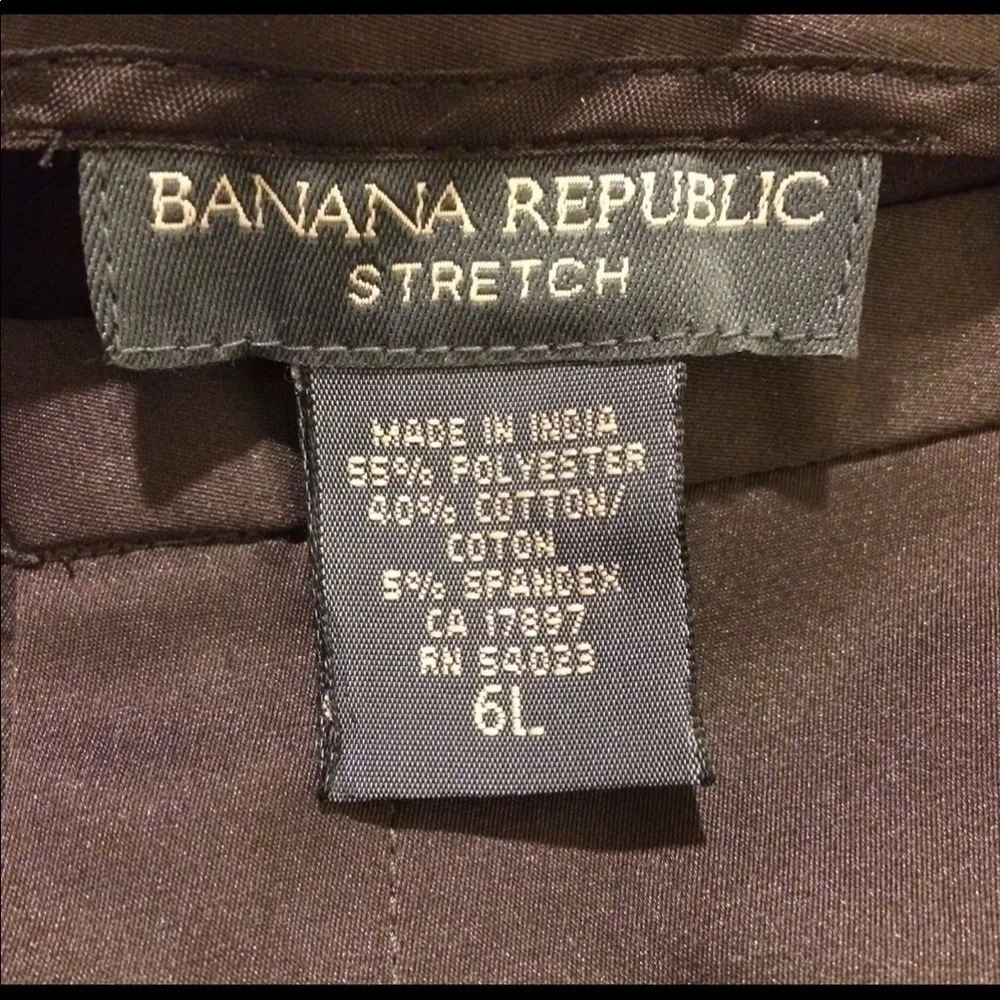 BANANA REPUBLIC
STRETCH
MADE IN INDIA
55% POLYESTER
40% COTTON/
COTON
5% SPANDEX
CA 17897
RN 54023
6L